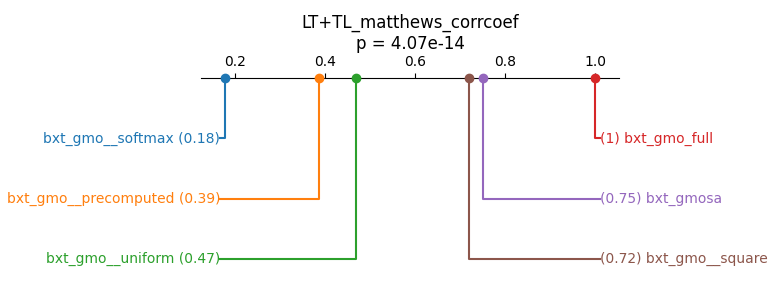 LT+TL_matthews_corrcoef
p = 4.07e-14
0.2 0.4 0.6 0.8 1.0
bxt_gmo__softmax (0.18) (1) bxt_gmo_full
bxt_gmo__precomputed (0.39) (0.75) bxt_gmosa
bxt_gmo__uniform (0.47) (0.72) bxt_gmo__square